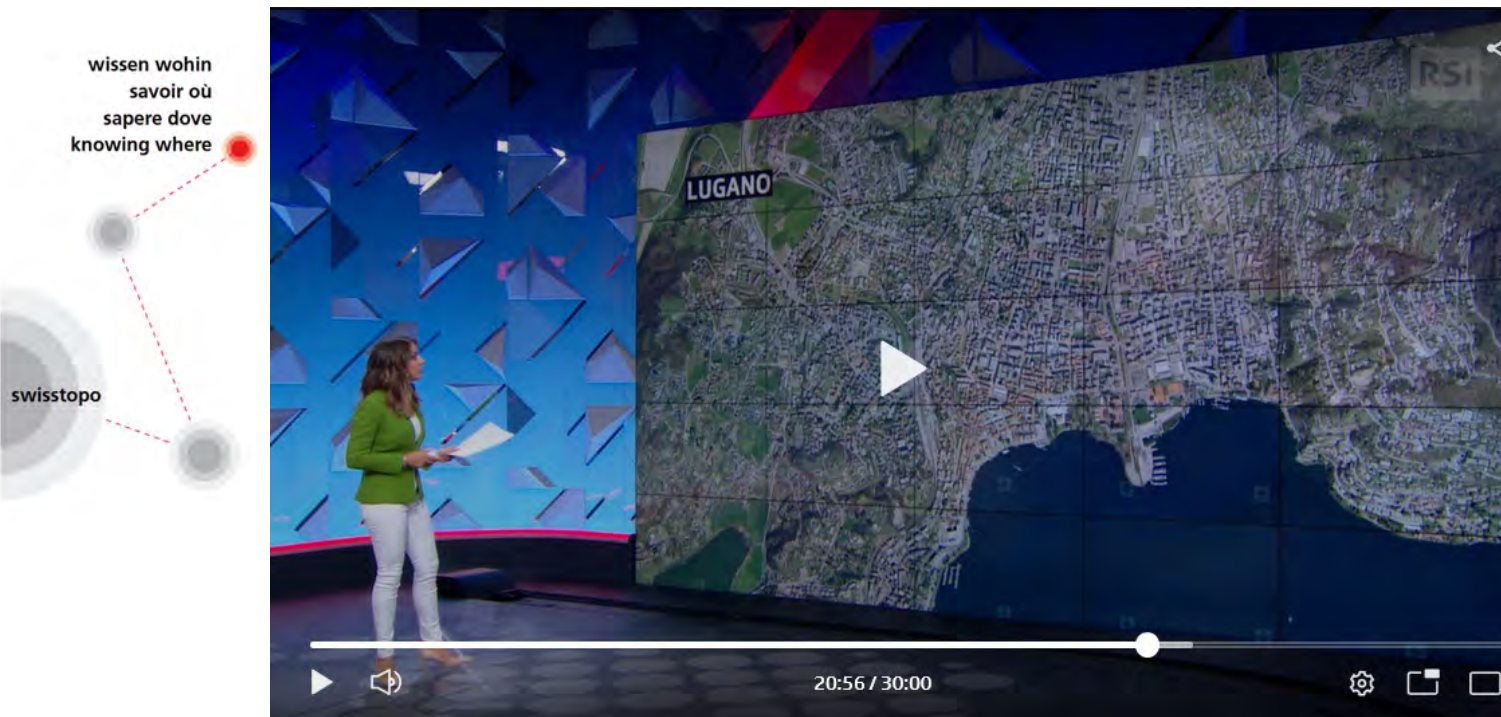 wissen wohin
savoir où
sapere dove
knowing where
swisstopo
RSI
LUGANO
20:56 / 30:00